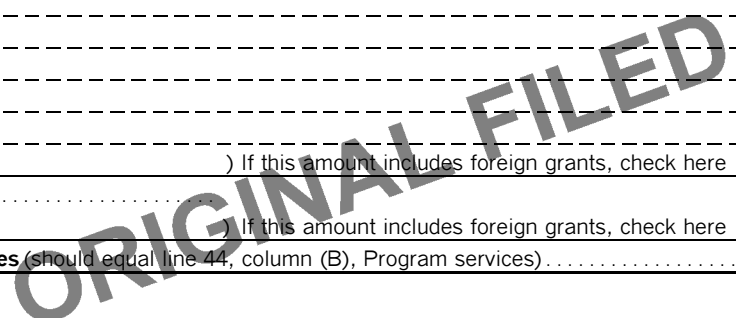 ) If this amount includes foreign grants, check here
) If this amount includes foreign grants, check here
es (should equal line 44, column (B), Program services)
ORIGINAL FILED